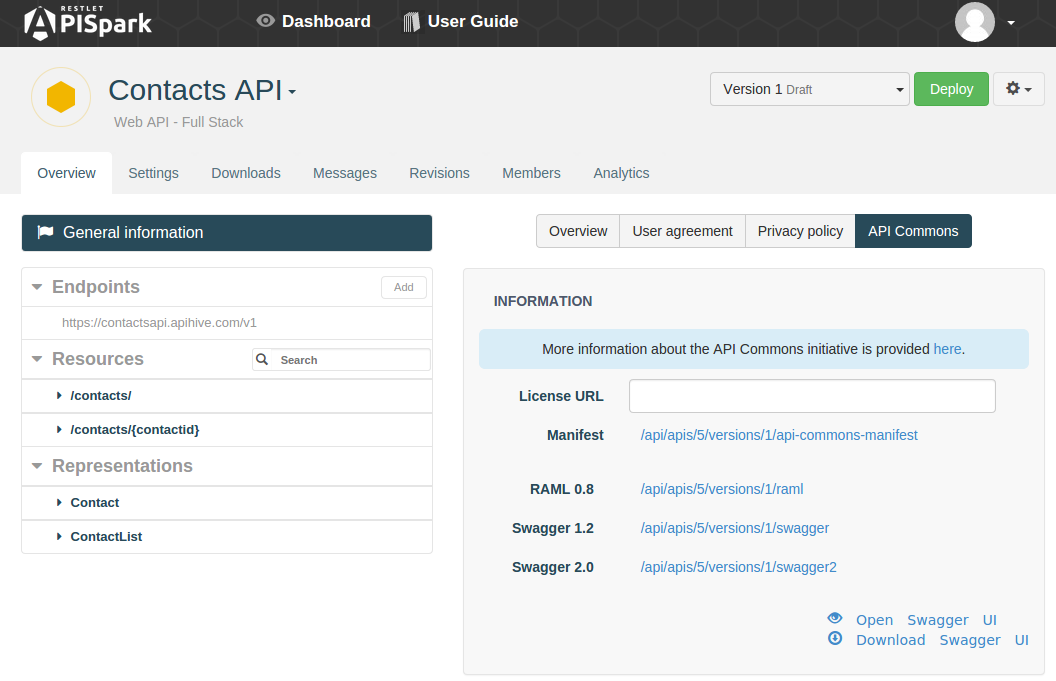 RESTLET
APISpark
Dashboard
User Guide
Contacts API
Web API - Full Stack
Version 1 Draft
Deploy
Overview
Settings
Downloads
Messages
Revisions
Members
Analytics
General information
Endpoints
Add
https://contactsapi.apihive.com/v1
Resources
Search
/contacts/
/contacts/{contactid}
Representations
Contact
ContactList
Overview
User agreement
Privacy policy
API Commons
INFORMATION
More information about the API Commons initiative is provided here.
License URL
Manifest /api/apis/5/versions/1/api-commons-manifest
RAML 0.8 /api/apis/5/versions/1/raml
Swagger 1.2 /api/apis/5/versions/1/swagger
Swagger 2.0 /api/apis/5/versions/1/swagger2
Open Swagger UI
Download Swagger UI